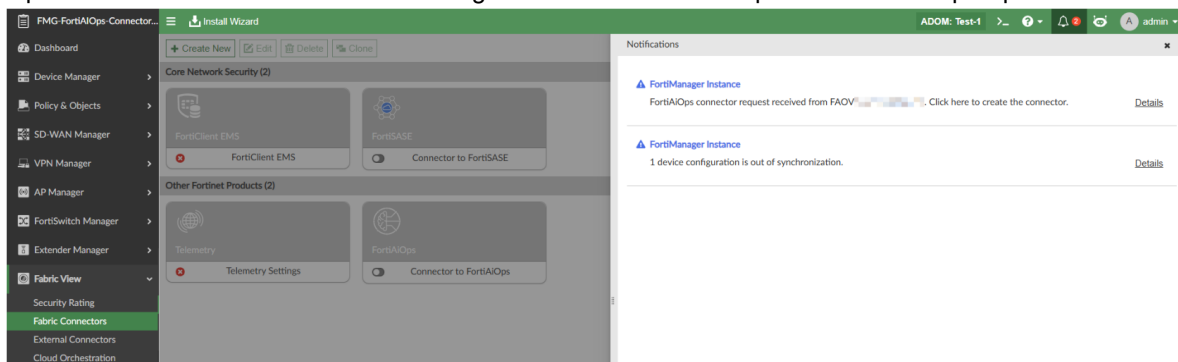 FMG-FortiAIOps-Connector...
Install Wizard
ADOM: Test-1
>_
2
A
admin
Dashboard
Device Manager
Policy & Objects
SD-WAN Manager
VPN Manager
AP Manager
FortiSwitch Manager
Extender Manager
Fabric View
Security Rating
Fabric Connectors
External Connectors
Cloud Orchestration
+ Create New
Edit
Delete
Clone
Core Network Security (2)
FortiClient EMS
FortiClient EMS
FortiSASE
Connector to FortiSASE
Other Fortinet Products (2)
Telemetry
Telemetry Settings
FortiAiOps
Connector to FortiAiOps
Notifications
FortiManager Instance
FortiAiOps connector request received from FAOV . Click here to create the connector.
Details
FortiManager Instance
1 device configuration is out of synchronization.
Details